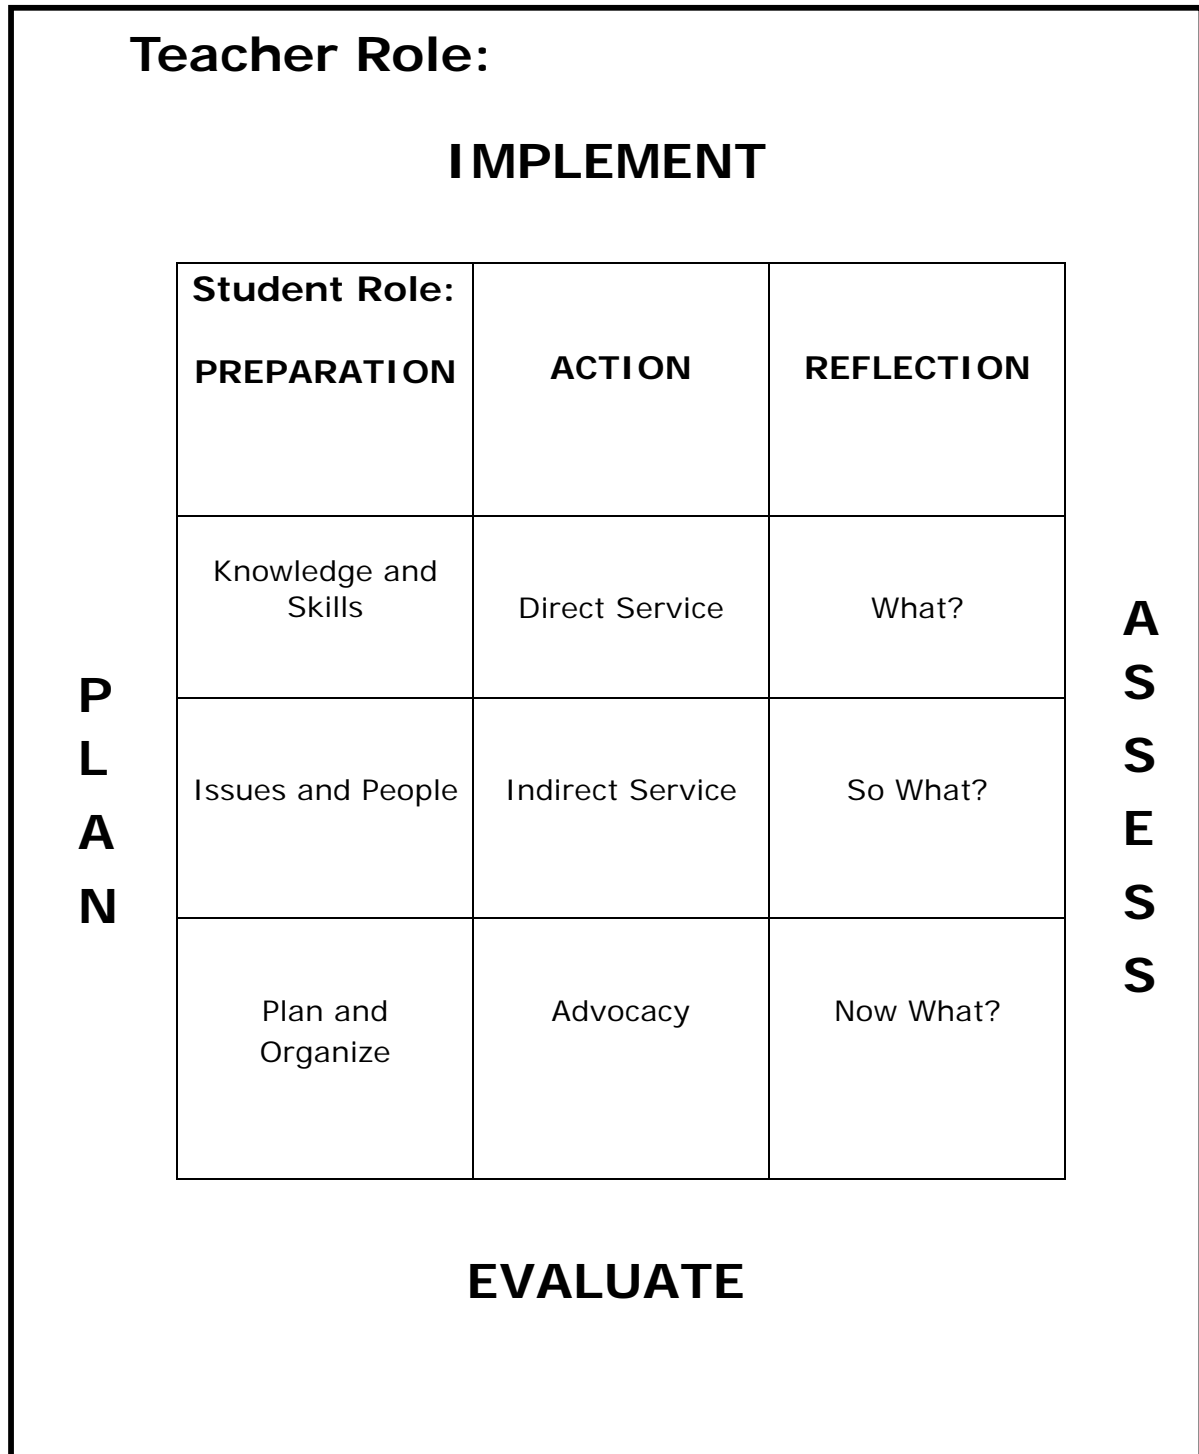 Teacher Role:
IMPLEMENT
Student Role:
PREPARATION
ACTION
REFLECTION
Knowledge and
Skills
Direct Service
What?
Issues and People
Indirect Service
So What?
Plan and
Organize
Advocacy
Now What?
P
L
A
N
A
S
S
E
S
S
EVALUATE